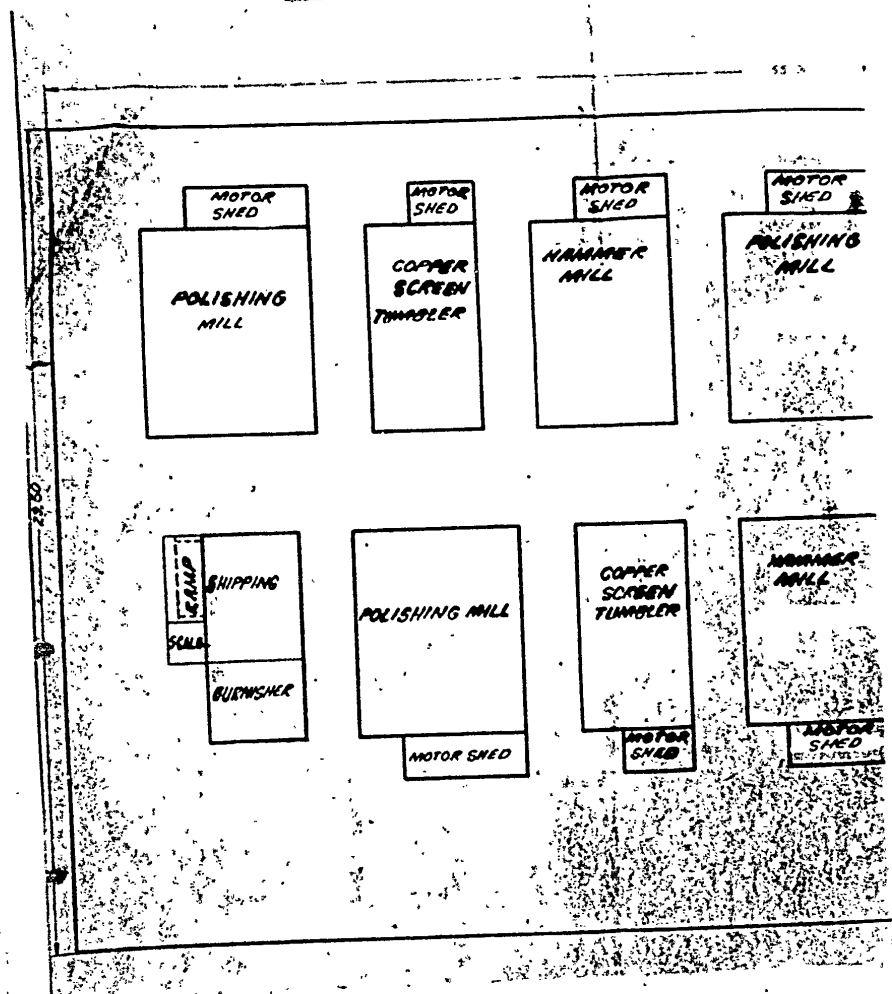 MOTOR
SHED
MOTOR
SHED
MOTOR
SHED
MOTOR
SHED
POLISHING
MILL
COPPER
SCREEN
TUMBLER
HAMMER
MILL
POLISHING
MILL
RAMP
SHIPPING
SCALE
BURNISHER
POLISHING MILL
MOTOR SHED
COPPER
SCREEN
TUMBLER
MOTOR
SHED
HAMMER
MILL
MOTOR
SHED